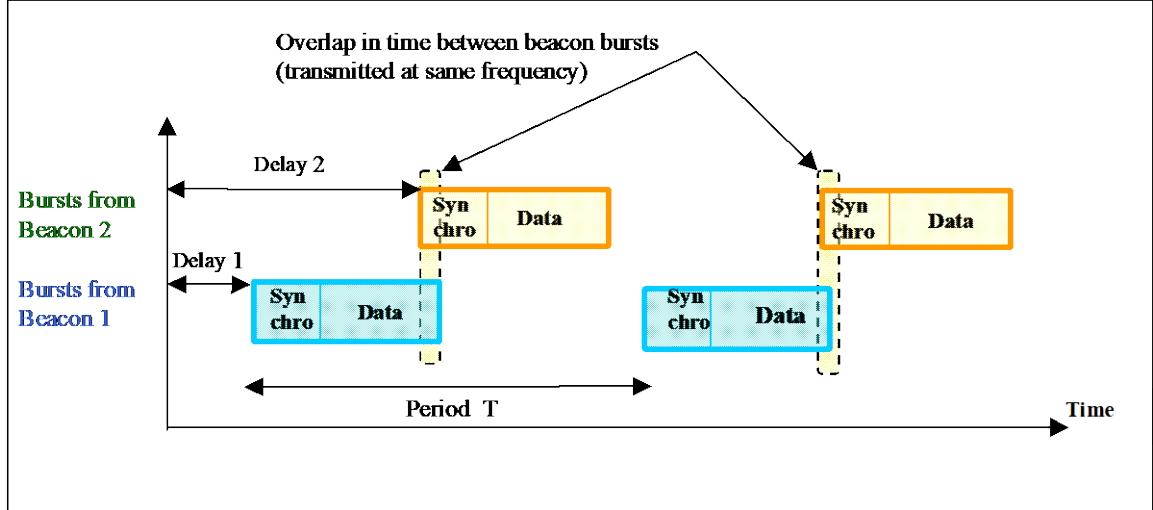 Overlap in time between beacon bursts
(transmitted at same frequency)
Delay 2
Bursts from
Beacon 2
Syn
chro
Data
Syn
chro
Data
Delay 1
Bursts from
Beacon 1
Syn
chro
Data
Syn
chro
Data
Period T
Time